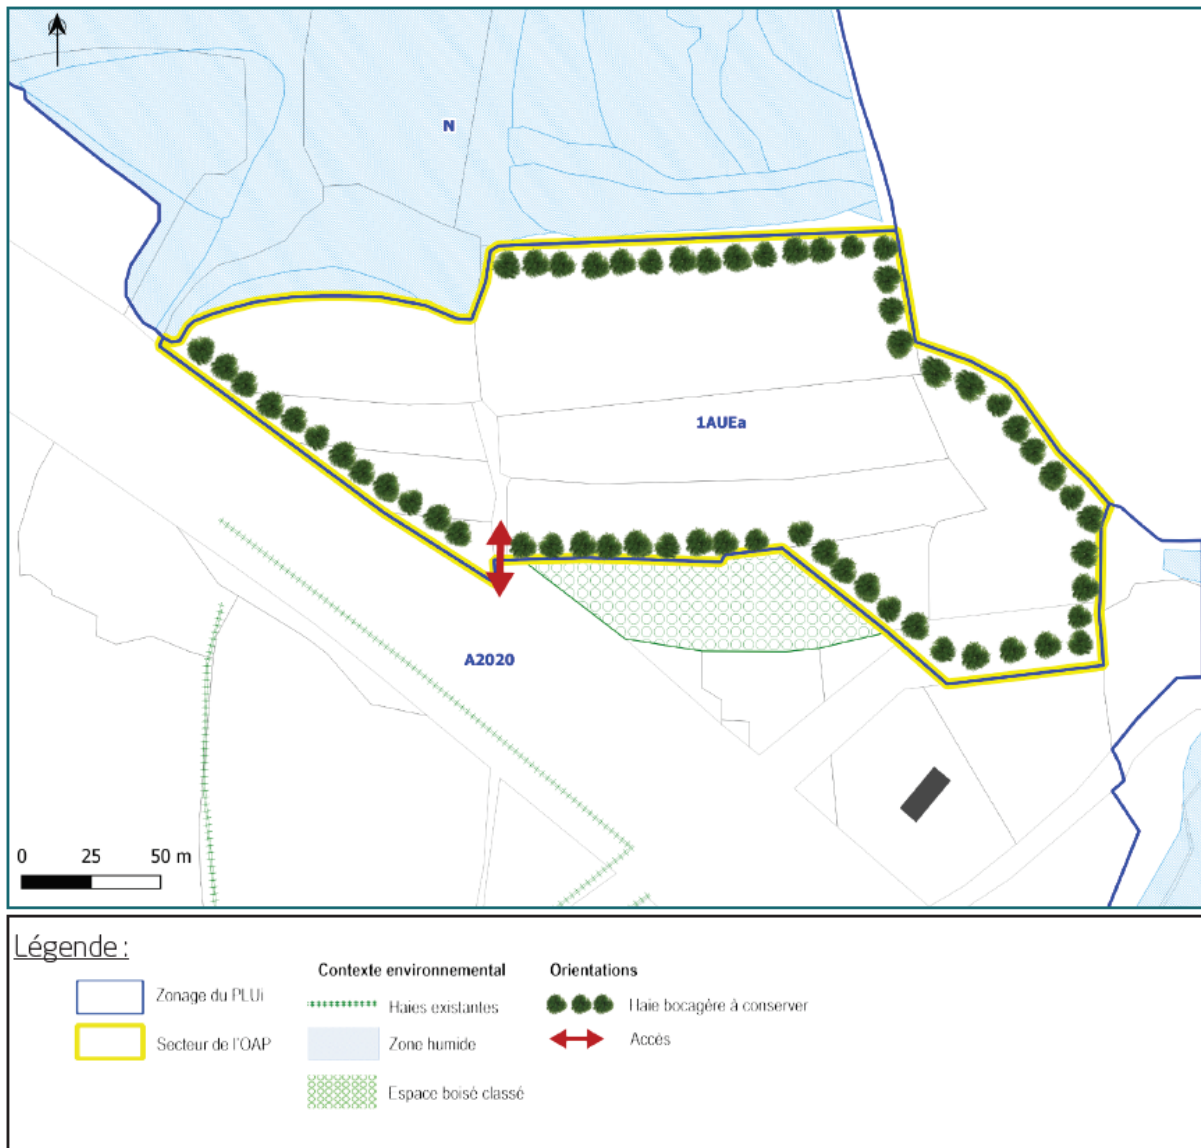 N
1AUEa
A2020
0 25 50 m
Légende :
Zonage du PLUi
Secteur de l'OAP
Contexte environnemental
Haies existantes
Zone humide
Espace boisé classé
Orientations
Haie bocagère à conserver
Accès